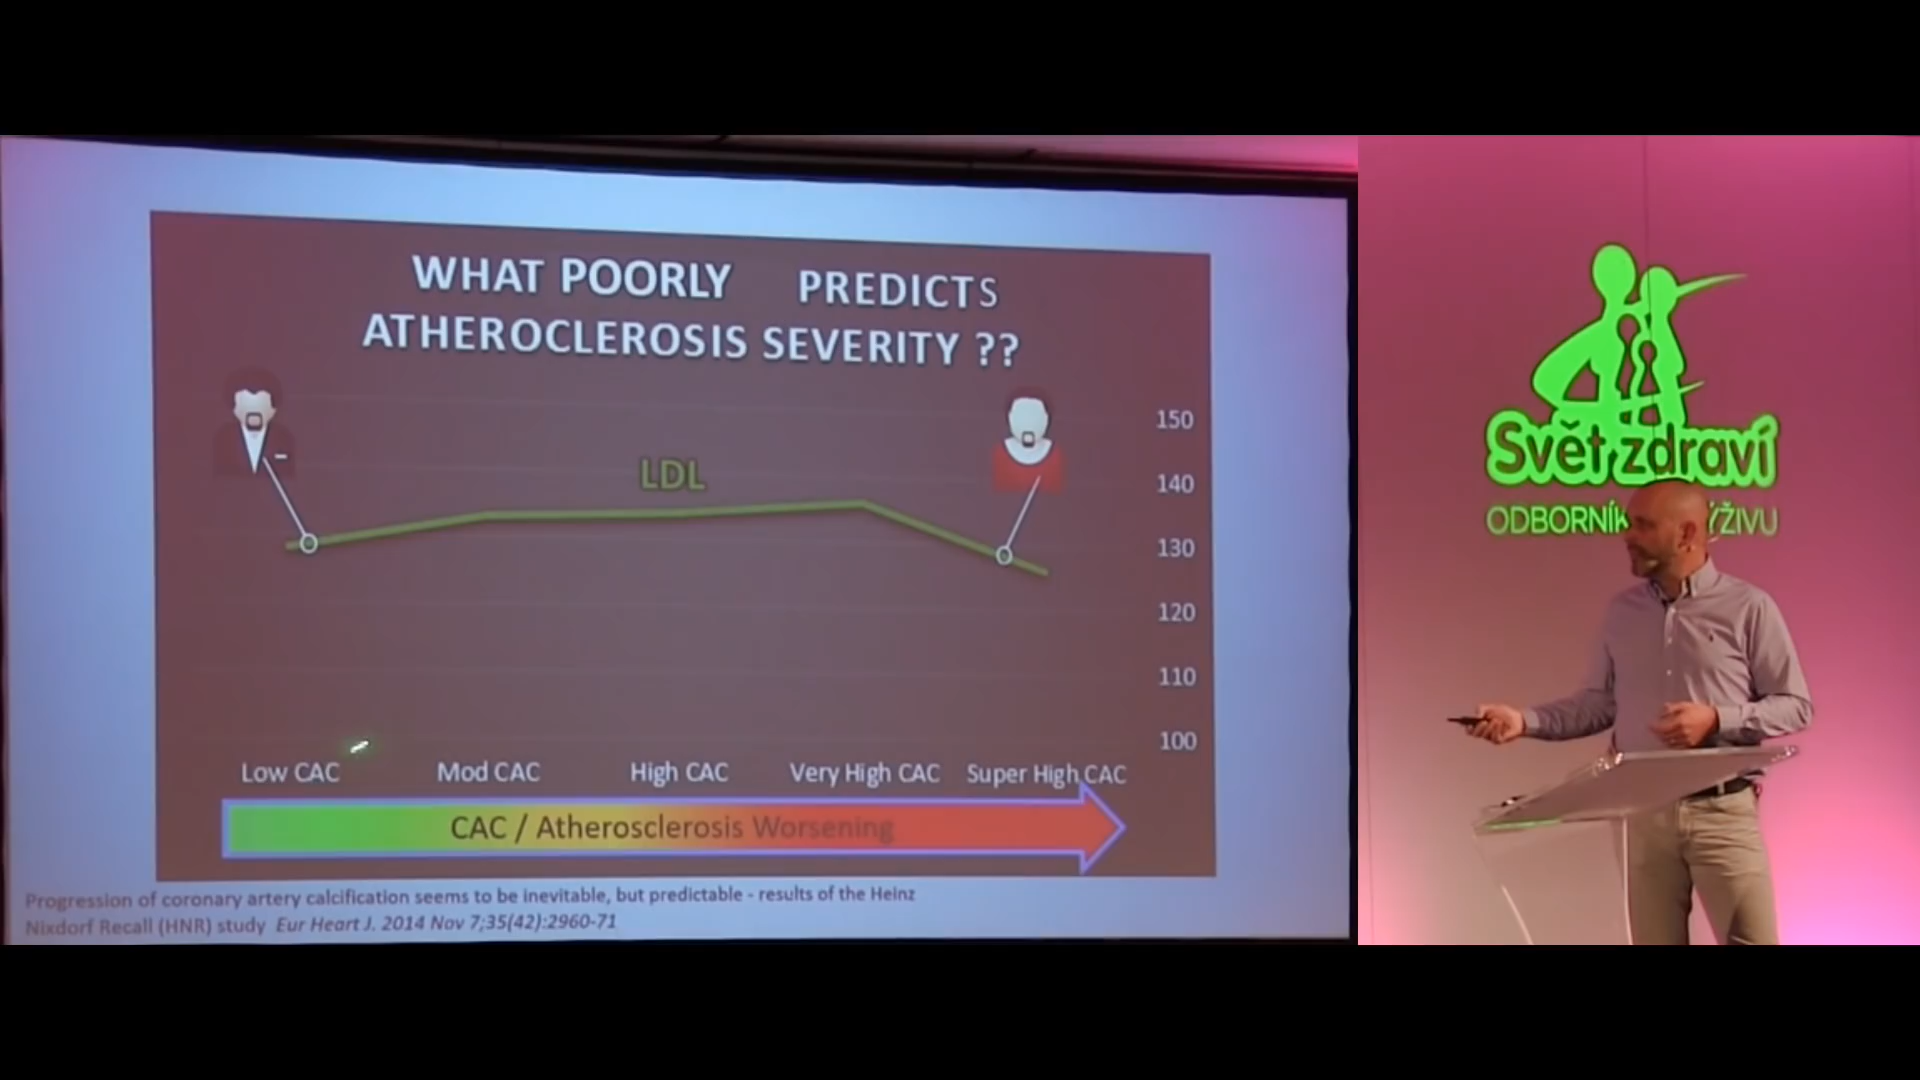 WHAT POORLY PREDICTS
ATHEROCLEROSIS SEVERITY ??
LDL
150
140
130
120
110
100
Low CAC Mod CAC High CAC Very High CAC Super High CAC
CAC / Atherosclerosis Worsening
Progression of coronary artery calcification seems to be inevitable, but predictable - results of the Heinz
Nixdorf Recall (HNR) study Eur Heart J. 2014 Nov 7;35(42):2960-71
Svět zdraví